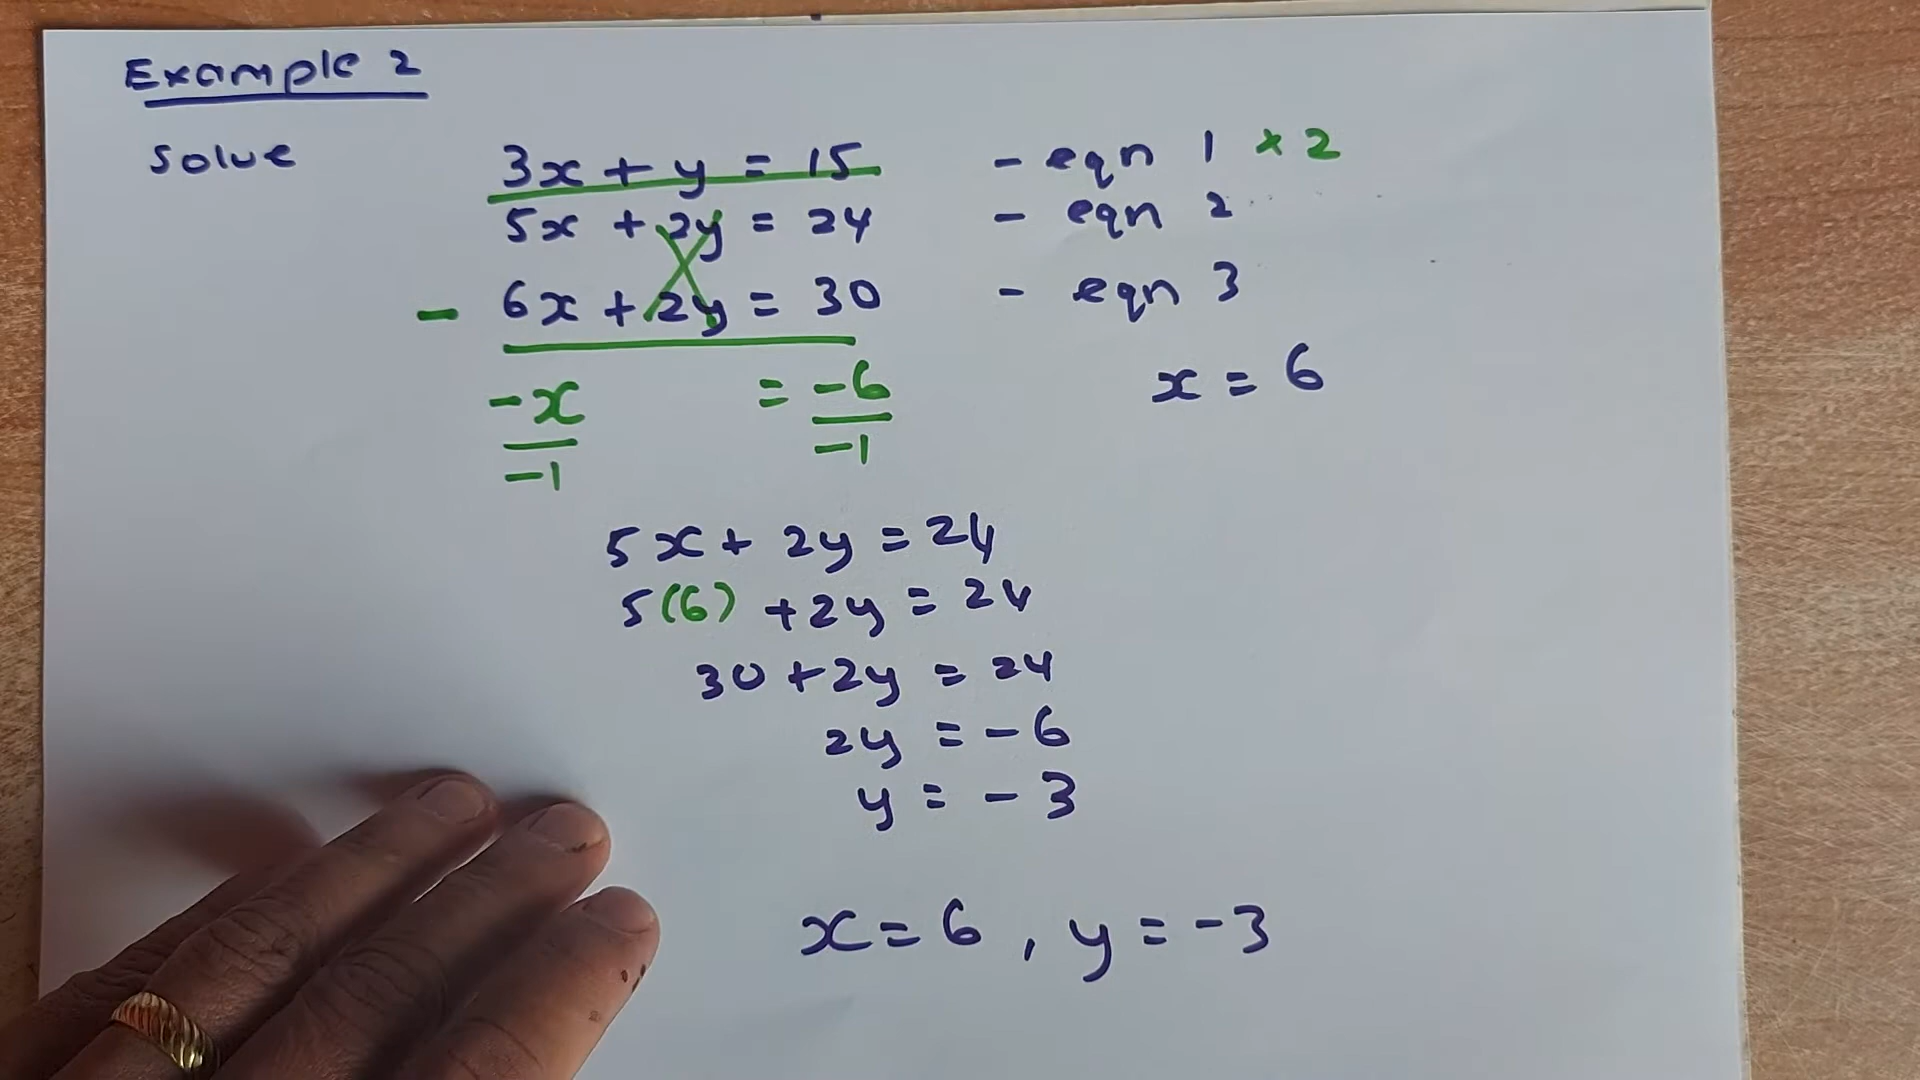 Example 2
Solve 3x + y = 15 - eqn 1 × 2
5x + 2y = 24 - eqn 2
- 6x + 2y = 30 - eqn 3
-x = -6 x = 6
-1 -1
5x + 2y = 24
5(6) + 2y = 24
30 + 2y = 24
2y = -6
y = -3
x = 6, y = -3